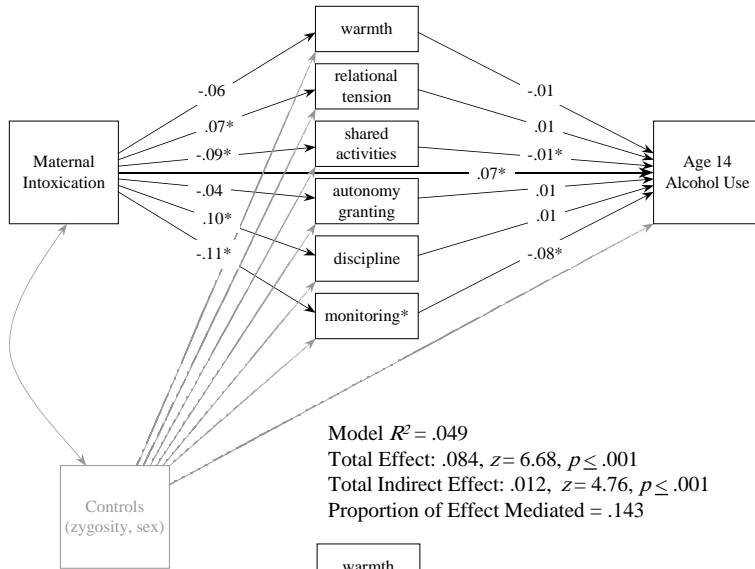 warmth
-.06
-.01
relational
tension
.07*
.01
shared
activities
-.09*
-.01*
Maternal
Intoxication
.07*
Age 14
Alcohol Use
autonomy
granting
-.04
.01
discipline
.10*
.01
monitoring*
-.11*
-.08*
Model R² = .049
Total Effect: .084, z = 6.68, p ≤ .001
Total Indirect Effect: .012, z = 4.76, p ≤ .001
Proportion of Effect Mediated = .143
Controls
(zygosity, sex)
warmth